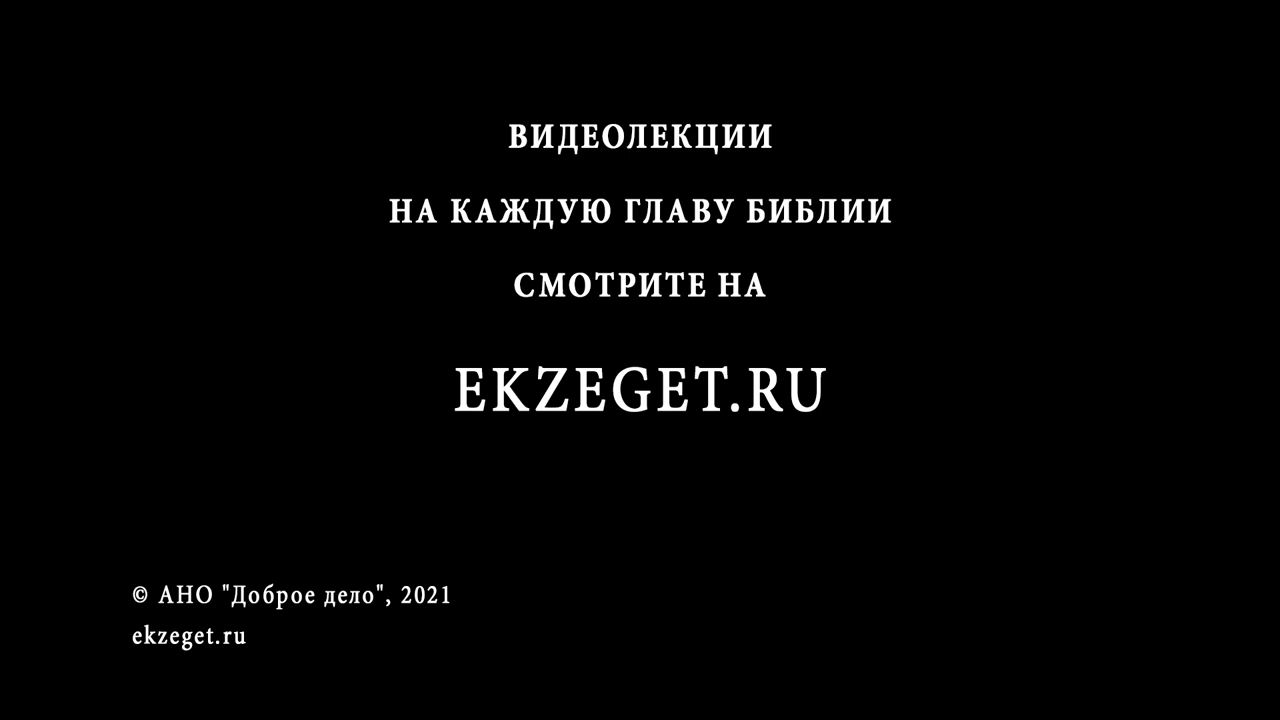 ВИДЕОЛЕКЦИИ
НА КАЖДУЮ ГЛАВУ БИБЛИИ
СМОТРИТЕ НА
EKZEGET.RU
© АНО "Доброе дело", 2021
ekzeget.ru